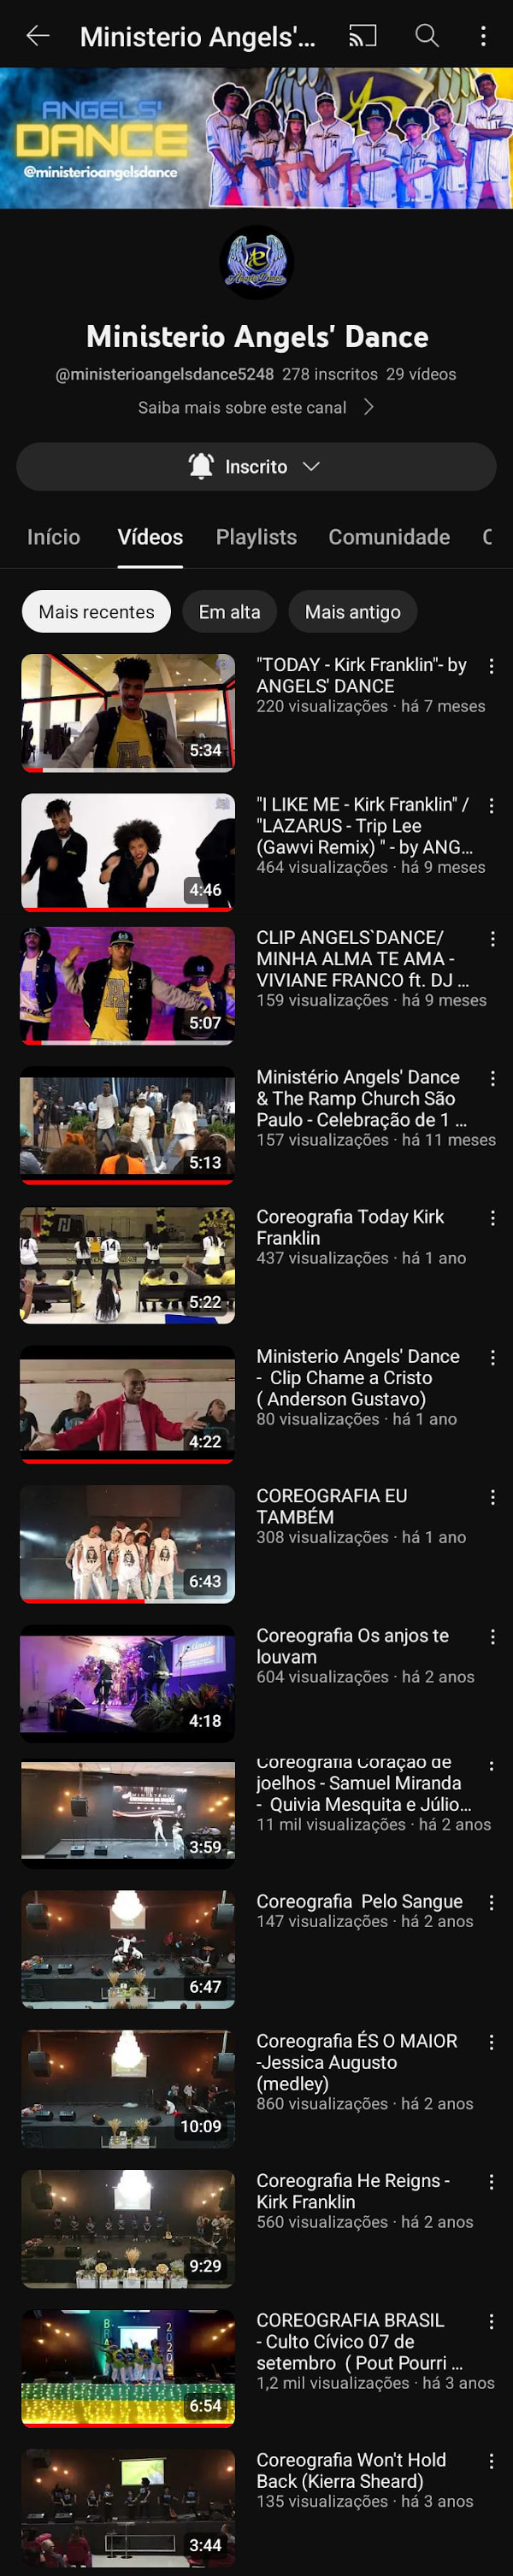 Ministerio Angels'...
ANGELS'
DANCE
@ministerioangelsdance
Ministerio Angels' Dance
@ministerioangelsdance5248 278 inscritos 29 vídeos
Saiba mais sobre este canal
Inscrito
Início Vídeos Playlists Comunidade
Mais recentes Em alta Mais antigo
"TODAY - Kirk Franklin"- by
ANGELS' DANCE
220 visualizações · há 7 meses
5:34
"I LIKE ME - Kirk Franklin" /
"LAZARUS - Trip Lee
(Gawvi Remix) " - by ANG...
464 visualizações · há 9 meses
4:46
CLIP ANGELS`DANCE/
MINHA ALMA TE AMA -
VIVIANE FRANCO ft. DJ ...
159 visualizações · há 9 meses
5:07
Ministério Angels' Dance
& The Ramp Church São
Paulo - Celebração de 1 ...
157 visualizações · há 11 meses
5:13
Coreografia Today Kirk
Franklin
437 visualizações · há 1 ano
5:22
Ministerio Angels' Dance
- Clip Chame a Cristo
( Anderson Gustavo)
80 visualizações · há 1 ano
4:22
COREOGRAFIA EU
TAMBÉM
308 visualizações · há 1 ano
6:43
Coreografia Os anjos te
louvam
604 visualizações · há 2 anos
4:18
Coreografia Coração de
joelhos - Samuel Miranda
- Quivia Mesquita e Júlio...
11 mil visualizações · há 2 anos
3:59
Coreografia Pelo Sangue
147 visualizações · há 2 anos
6:47
Coreografia ÉS O MAIOR
-Jessica Augusto
(medley)
860 visualizações · há 2 anos
10:09
Coreografia He Reigns -
Kirk Franklin
560 visualizações · há 2 anos
9:29
COREOGRAFIA BRASIL
- Culto Cívico 07 de
setembro ( Pout Pourri ...
1,2 mil visualizações · há 3 anos
6:54
Coreografia Won't Hold
Back (Kierra Sheard)
135 visualizações · há 3 anos
3:44